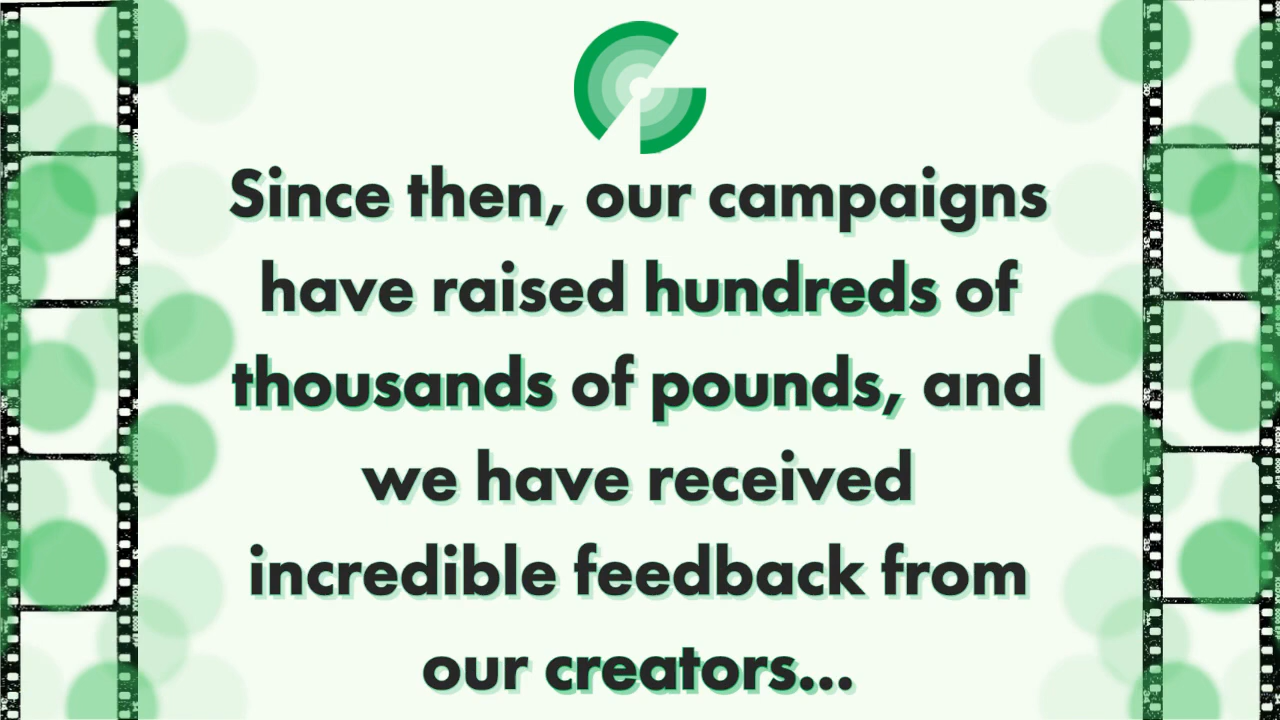 Since then, our campaigns
have raised hundreds of
thousands of pounds, and
we have received
incredible feedback from
our creators...